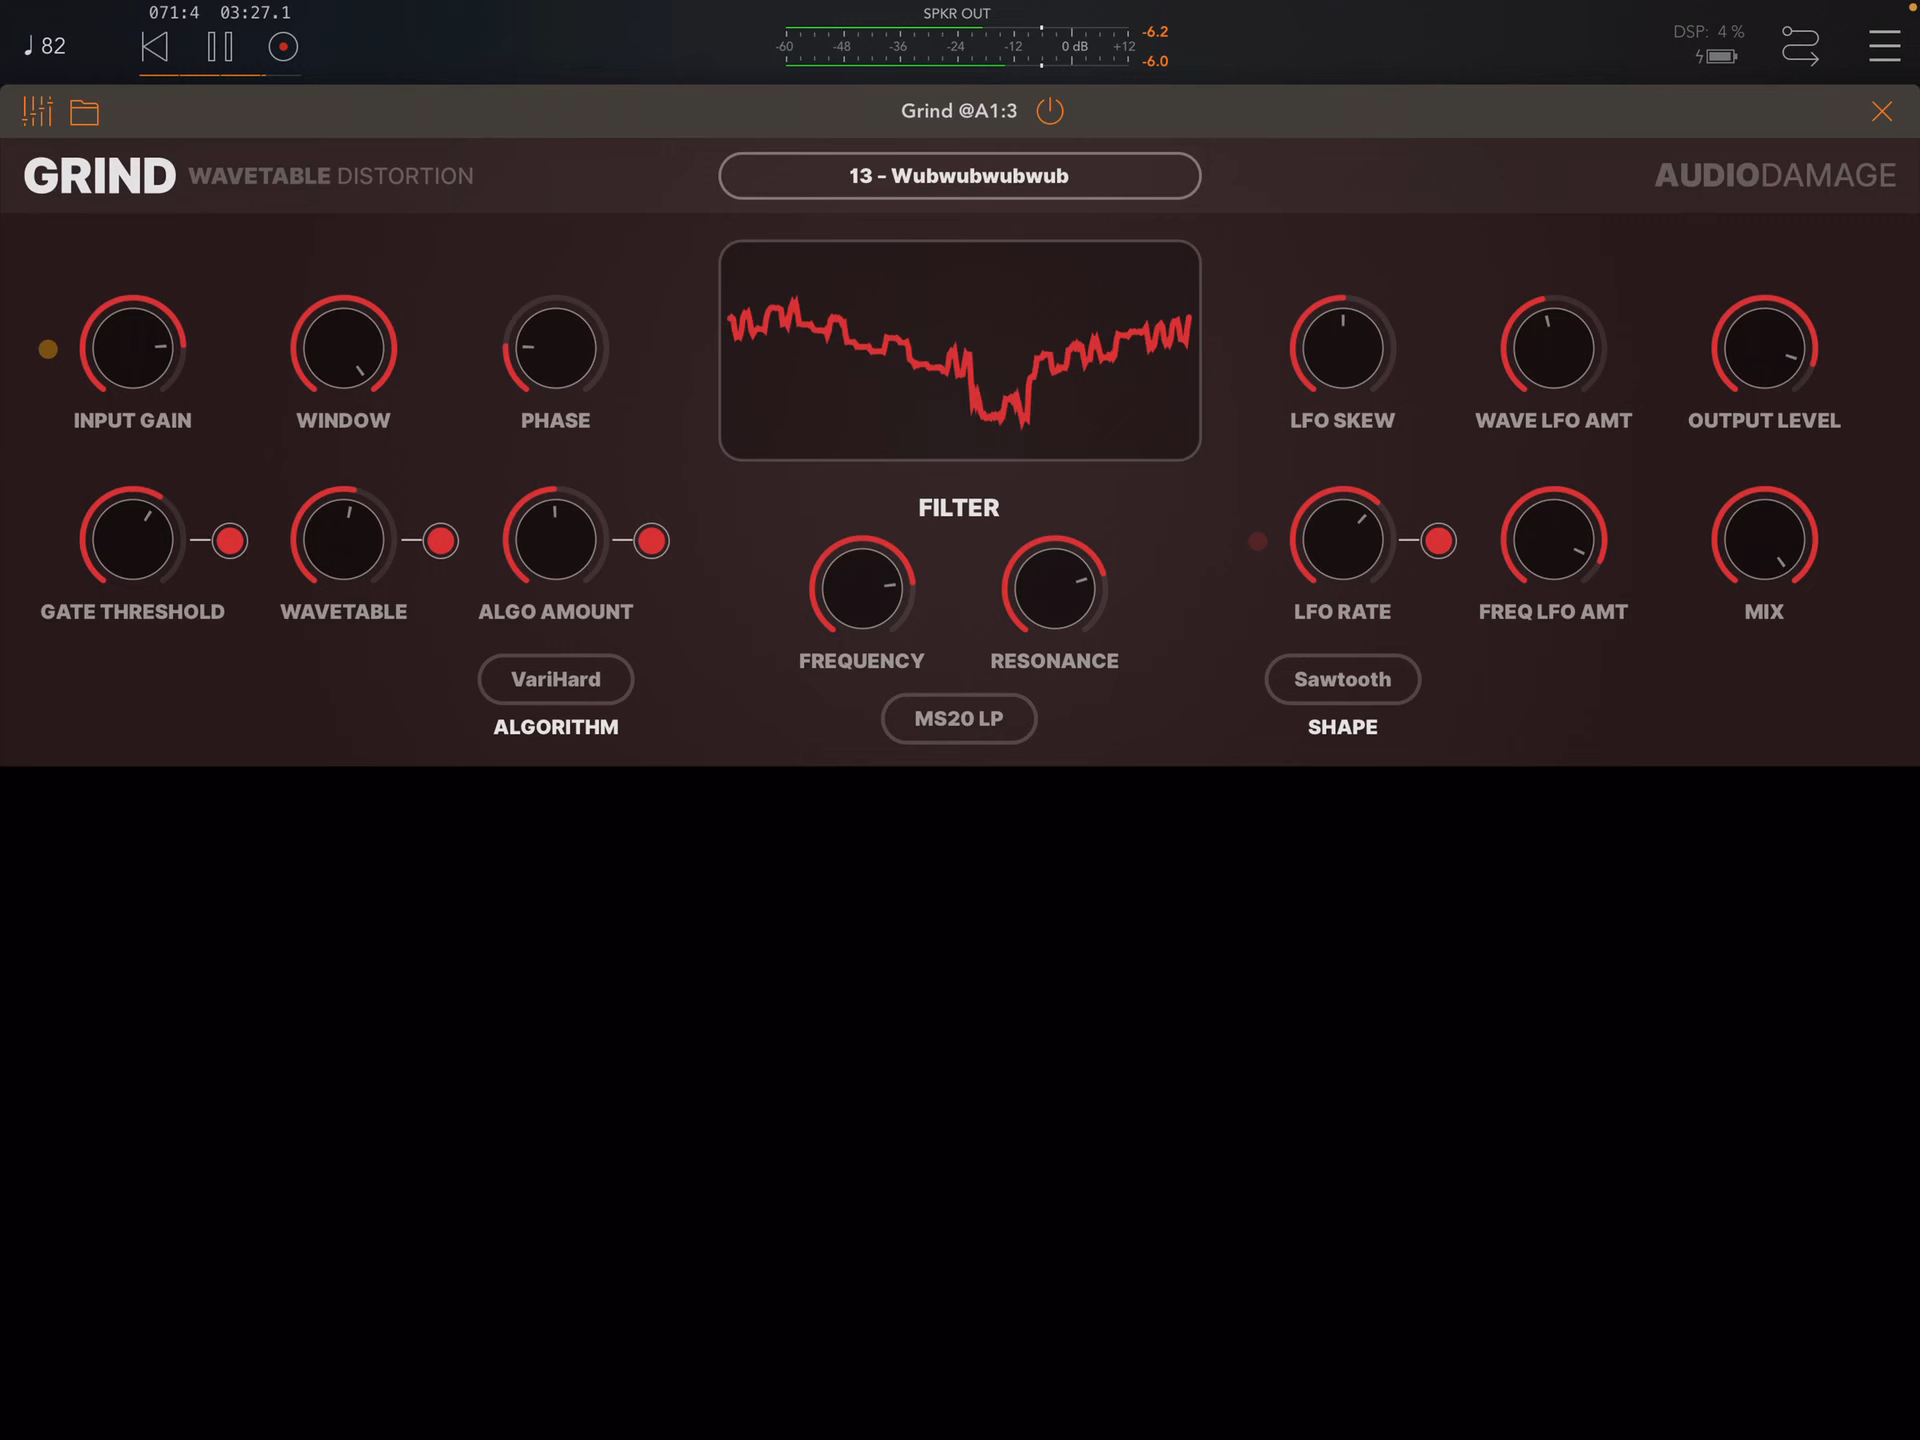 071:4 03:27.1
SPKR OUT
♩ 82
-60 -48 -36 -24 -12 0 dB +12
-6.2
-6.0
DSP: 4 %
Grind @A1:3
GRIND WAVETABLE DISTORTION
13 - Wubwubwubwub
AUDIODAMAGE
INPUT GAIN
WINDOW
PHASE
LFO SKEW
WAVE LFO AMT
OUTPUT LEVEL
FILTER
GATE THRESHOLD
WAVETABLE
ALGO AMOUNT
LFO RATE
FREQ LFO AMT
MIX
FREQUENCY
RESONANCE
VariHard
Sawtooth
MS20 LP
ALGORITHM
SHAPE